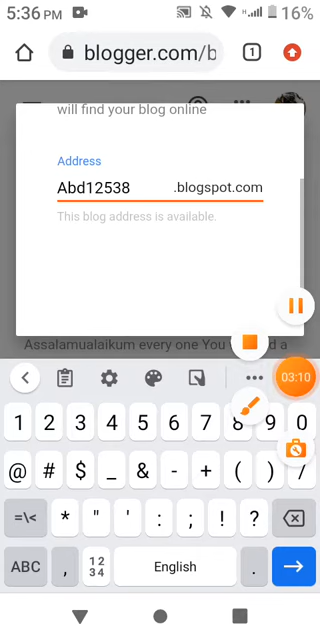 5:36 PM
16%
blogger.com/b
1
will find your blog online
Address
Abd12538 .blogspot.com
This blog address is available.
Assalamualaikum every one You
03:10
1 2 3 4 5 6 7 8 9 0
@ # $ _ & - + ( ) /
=\< * " ' : ; ! ?
ABC , 12 34 English .